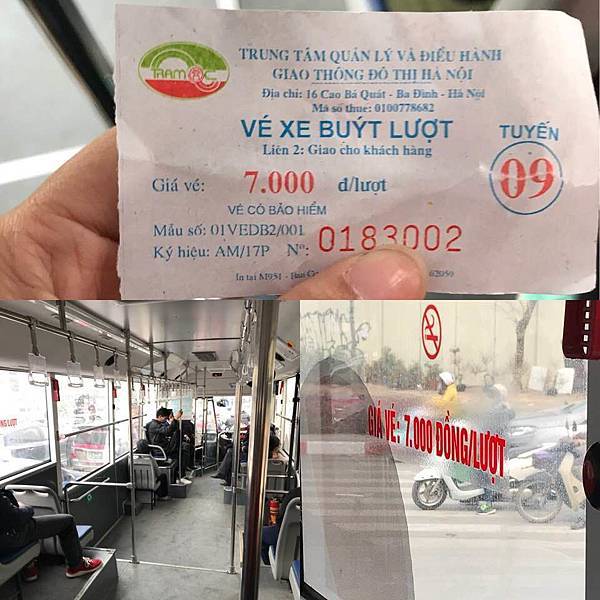 TRAMOC
TRUNG TÂM QUẢN LÝ VÀ ĐIỀU HÀNH
GIAO THÔNG ĐÔ THỊ HÀ NỘI
Địa chỉ: 16 Cao Bá Quát - Ba Đình - Hà Nội
Mã số thuế: 0100778682
VÉ XE BUÝT LƯỢT
Liên 2: Giao cho khách hàng
TUYẾN
09
Giá vé: 7.000 đ/lượt
VÉ CÓ BẢO HIỂM
Mẫu số: 01VEDB2/001
Ký hiệu: AM/17P Nº: 0183002
In tại M951 -
GIÁ VÉ: 7.000 ĐỒNG/LƯỢT